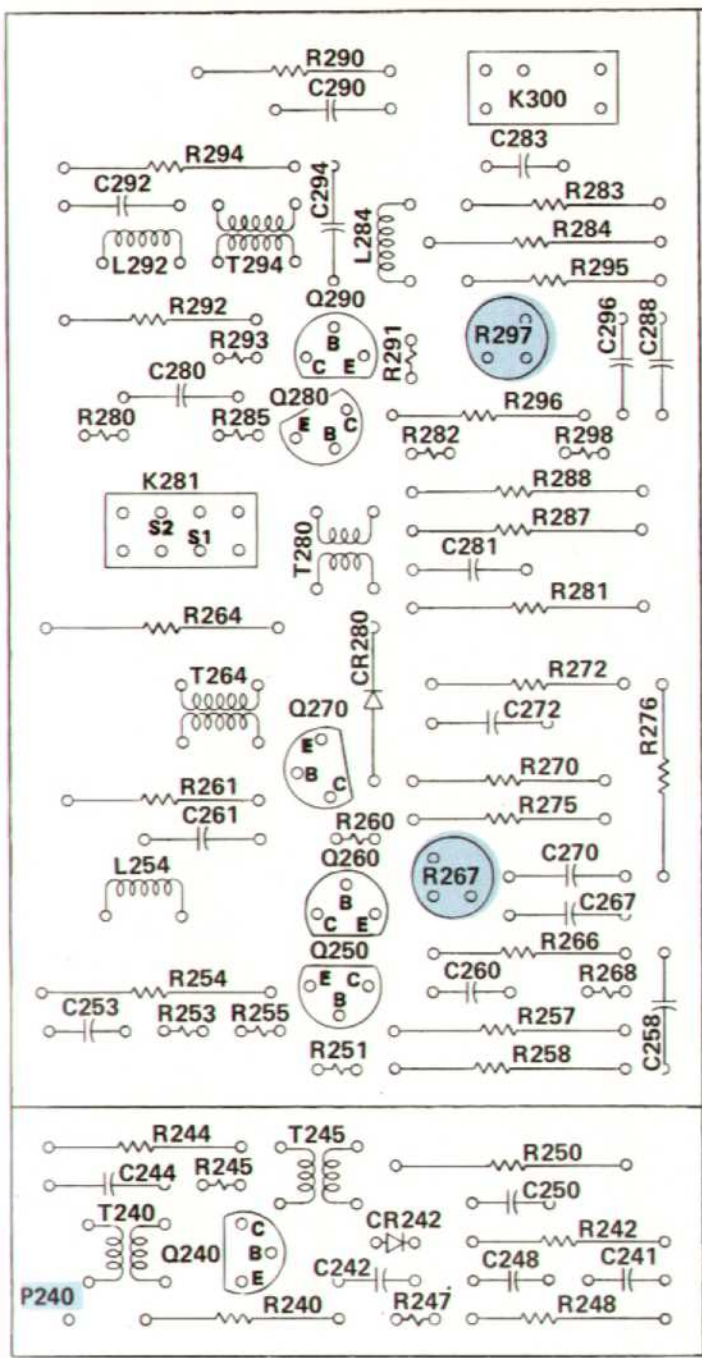 R290
C290
K300
C283
R294
C292
C294
R283
L284
R284
L292
T294
R295
Q290
R292
B
C E
R297
C296
C288
R293
R291
C280
Q280
R296
E C
B
R280
R285
R282
R298
K281
R288
S2
S1
T280
R287
C281
R264
R281
CR280
T264
R272
R276
Q270
C272
E
B
C
R261
R270
C261
R275
R260
L254
Q260
R267
C270
B
C E
C267
Q250
R266
E C
B
R254
C260
R268
C258
C253
R253
R255
R257
R251
R258
R244
T245
R250
C244
R245
C250
T240
CR242
R242
Q240
C
B
E
C242
C248
C241
P240
R240
R247
R248